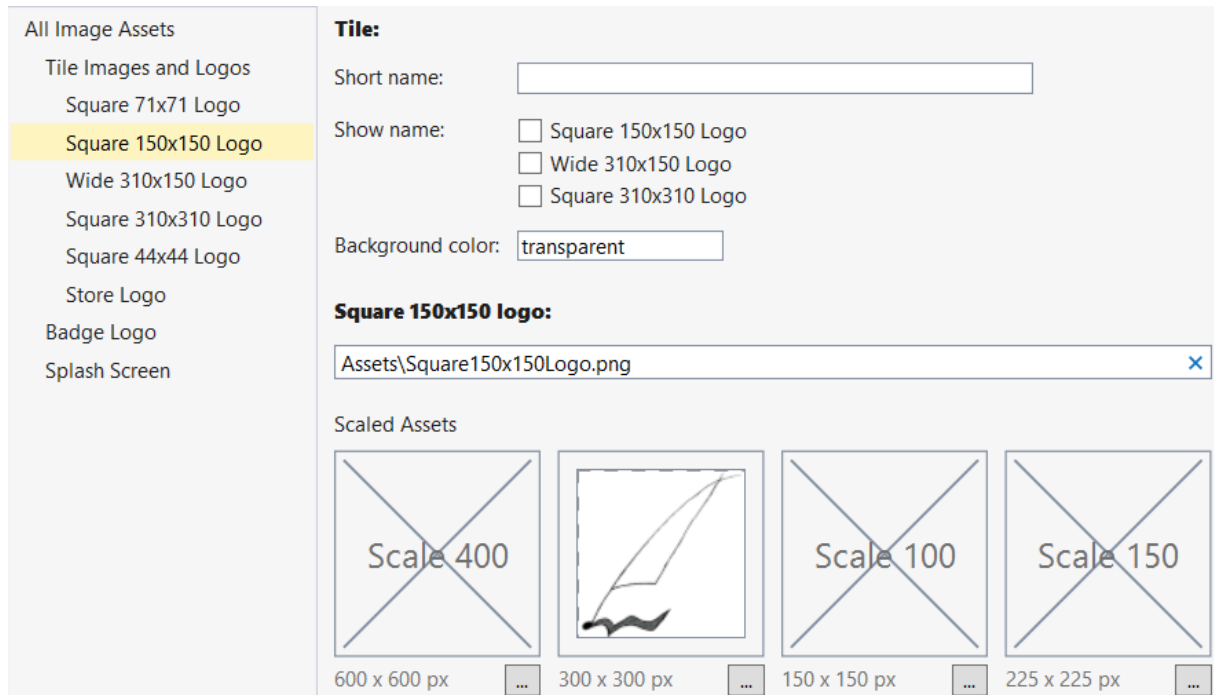 All Image Assets
Tile Images and Logos
Square 71x71 Logo
Square 150x150 Logo
Wide 310x150 Logo
Square 310x310 Logo
Square 44x44 Logo
Store Logo
Badge Logo
Splash Screen
Tile:
Short name:
Show name:
Square 150x150 Logo
Wide 310x150 Logo
Square 310x310 Logo
Background color: transparent
Square 150x150 logo:
Assets\Square150x150Logo.png
Scaled Assets
Scale 400 Scale 100 Scale 150
600 x 600 px ... 300 x 300 px ... 150 x 150 px ... 225 x 225 px ...